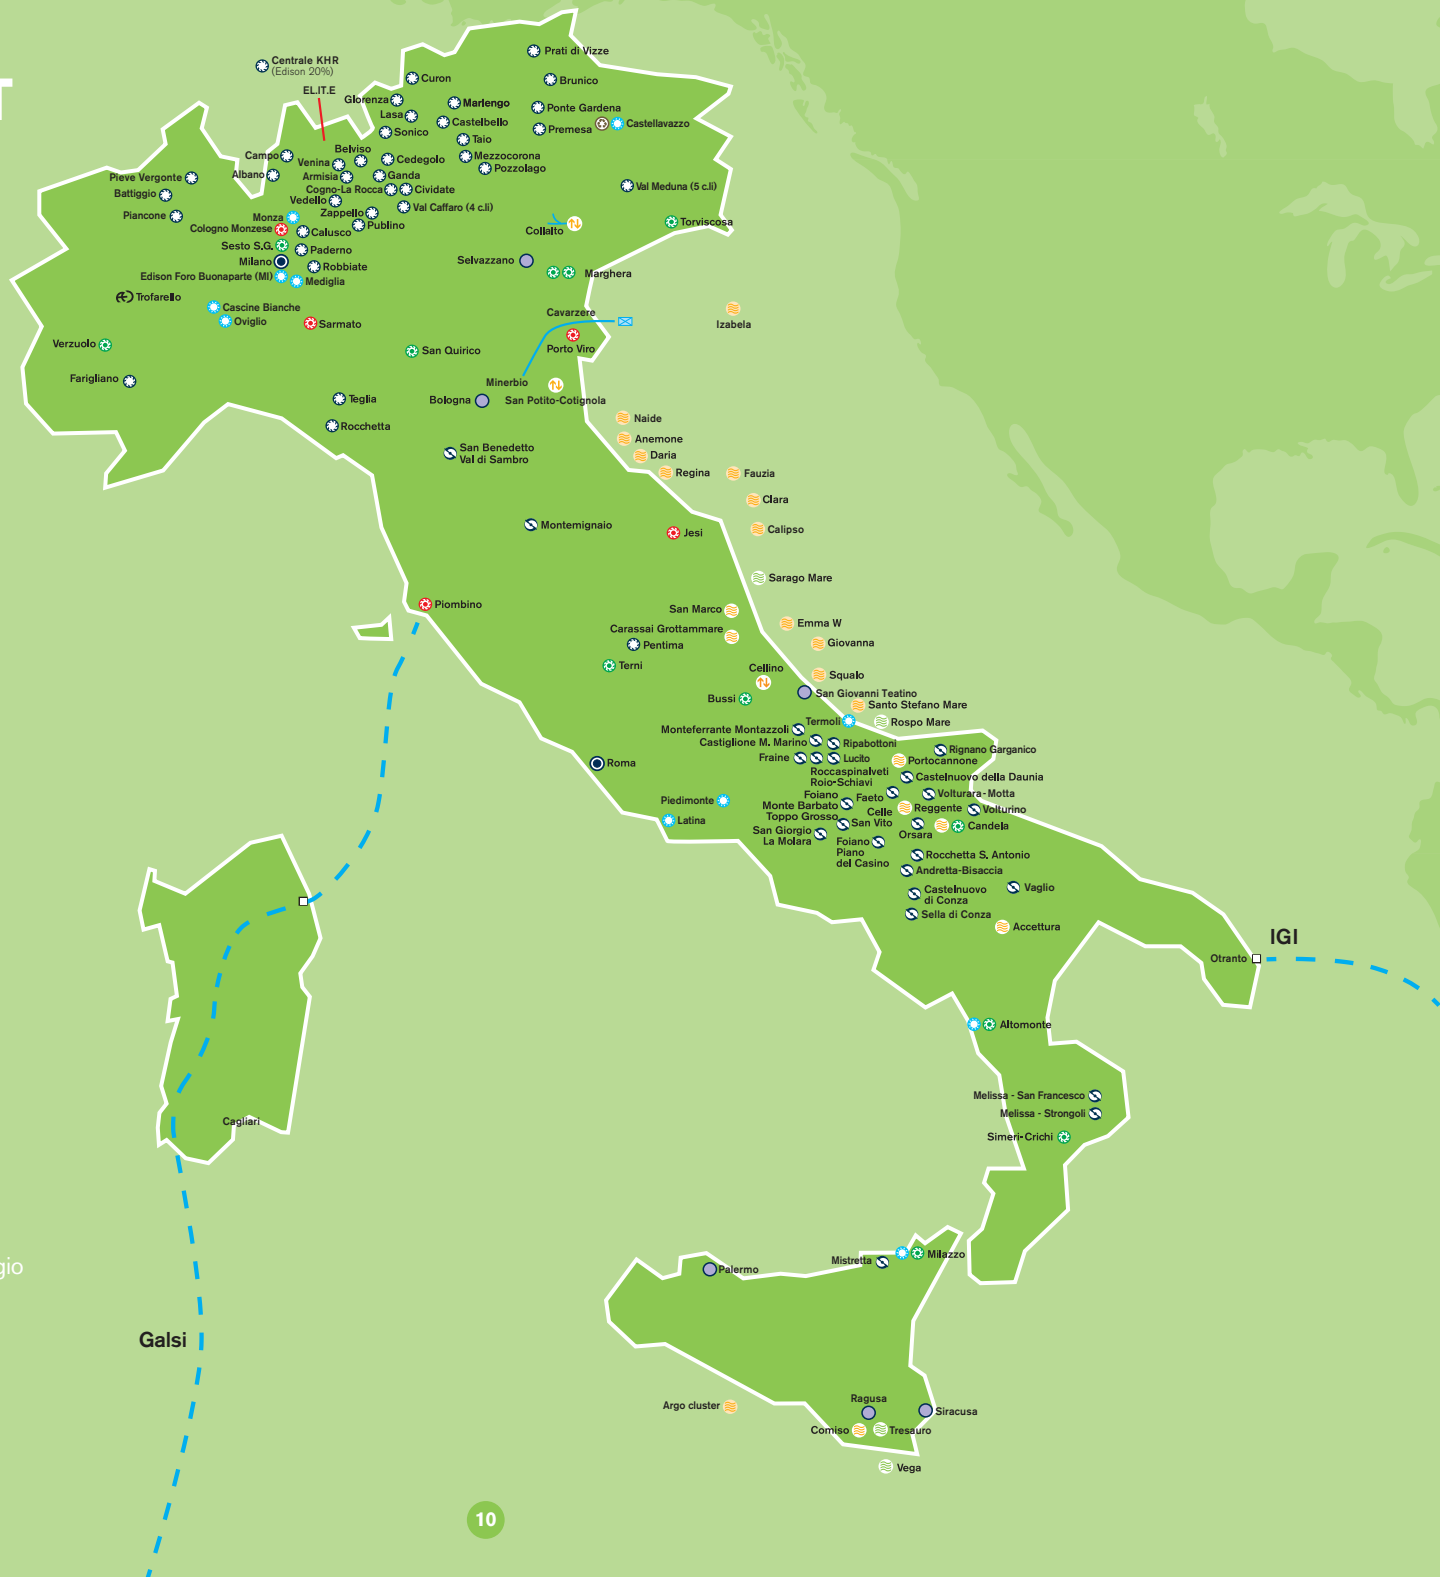 T
Centrale KHR
(Edison 20%)
EL.IT.E
Prati di Vizze
Curon
Brunico
Glorenza
Marlengo
Ponte Gardena
Lasa
Castelbello
Premesa
Castellavazzo
Sonico
Taio
Belviso
Campo
Venina
Cedegolo
Mezzocorona
Pozzolago
Pieve Vergonte
Albano
Armisia
Ganda
Battiggio
Cogno-La Rocca
Cividate
Val Meduna (5 c.li)
Vedello
Piancone
Zappello
Val Caffaro (4 c.li)
Monza
Publino
Torviscosa
Cologno Monzese
Calusco
Collalto
Sesto S.G.
Paderno
Milano
Robbiate
Selvazzano
Edison Foro Buonaparte (MI)
Mediglia
Marghera
Trofarello
Cascine Bianche
Oviglio
Sarmato
Cavarzere
Izabela
Verzuolo
San Quirico
Porto Viro
Farigliano
Minerbio
Teglia
Bologna
San Potito-Cotignola
Rocchetta
Naide
Anemone
San Benedetto
Val di Sambro
Daria
Regina
Fauzia
Clara
Montemignaio
Jesi
Calipso
Sarago Mare
Piombino
San Marco
Emma W
Carassai Grottammare
Pentima
Giovanna
Terni
Cellino
Squalo
Bussi
San Giovanni Teatino
Santo Stefano Mare
Termoli
Rospo Mare
Monteferrante Montazzoli
Castiglione M. Marino
Ripabottoni
Rignano Garganico
Fraine
Lucito
Portocannone
Roma
Roccaspinalveti
Roio-Schiavi
Castelnuovo della Daunia
Foiano
Faeto
Volturara-Motta
Piedimonte
Monte Barbato
Toppo Grosso
Celle
Reggente
Volturino
Latina
San Vito
Candela
San Giorgio
La Molara
Orsara
Foiano
Piano
del Casino
Rocchetta S. Antonio
Andretta-Bisaccia
Castelnuovo
di Conza
Vaglio
Sella di Conza
Accettura
IGI
Otranto
Altomonte
Melissa - San Francesco
Melissa - Strongoli
Cagliari
Simeri-Crichi
Mistretta
Milazzo
gio
Palermo
Galsi
Ragusa
Argo cluster
Siracusa
Comiso
Tresauro
Vega
10